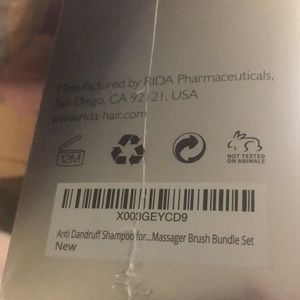 Manufactured by RIDA Pharmaceuticals,
San Diego, CA 92121, USA
www.rida-hair.com
12M
NOT TESTED
ON ANIMALS
X003GEYCD9
Anti Dandruff Shampoo for...Massager Brush Bundle Set
New